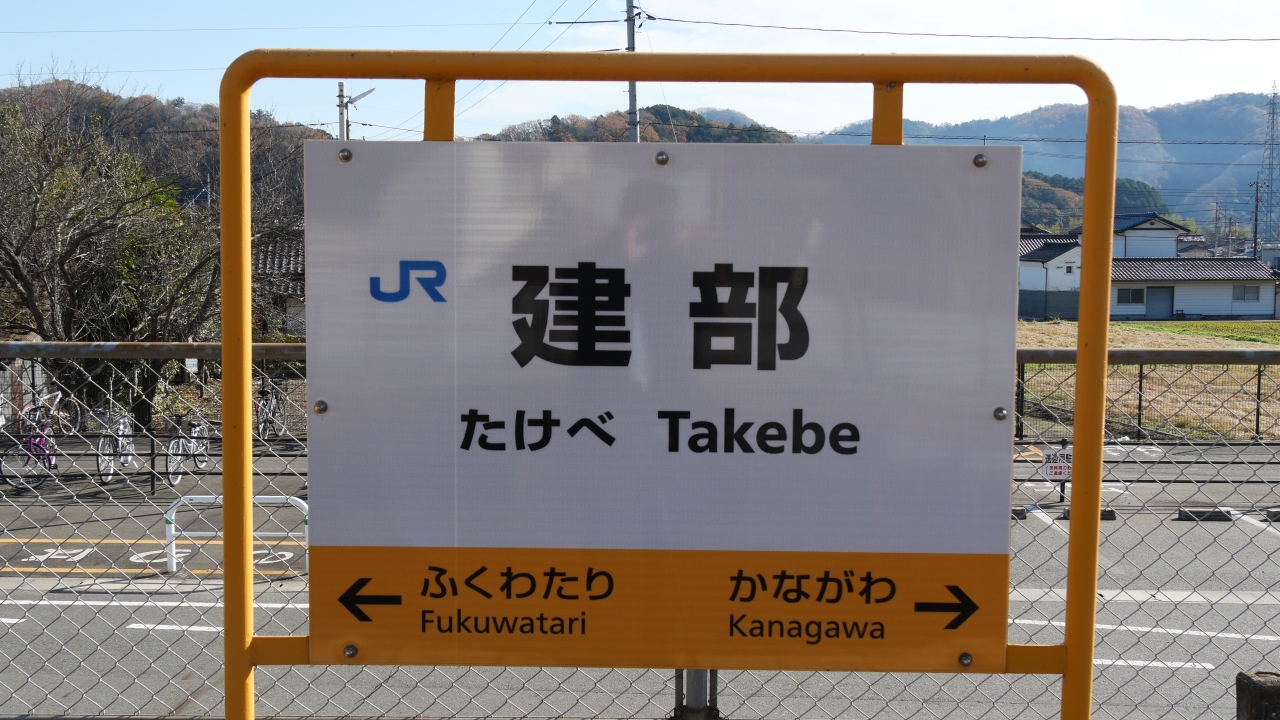 JR 建部
たけべ Takebe
← ふくわたり かながわ →
Fukuwatari Kanagawa